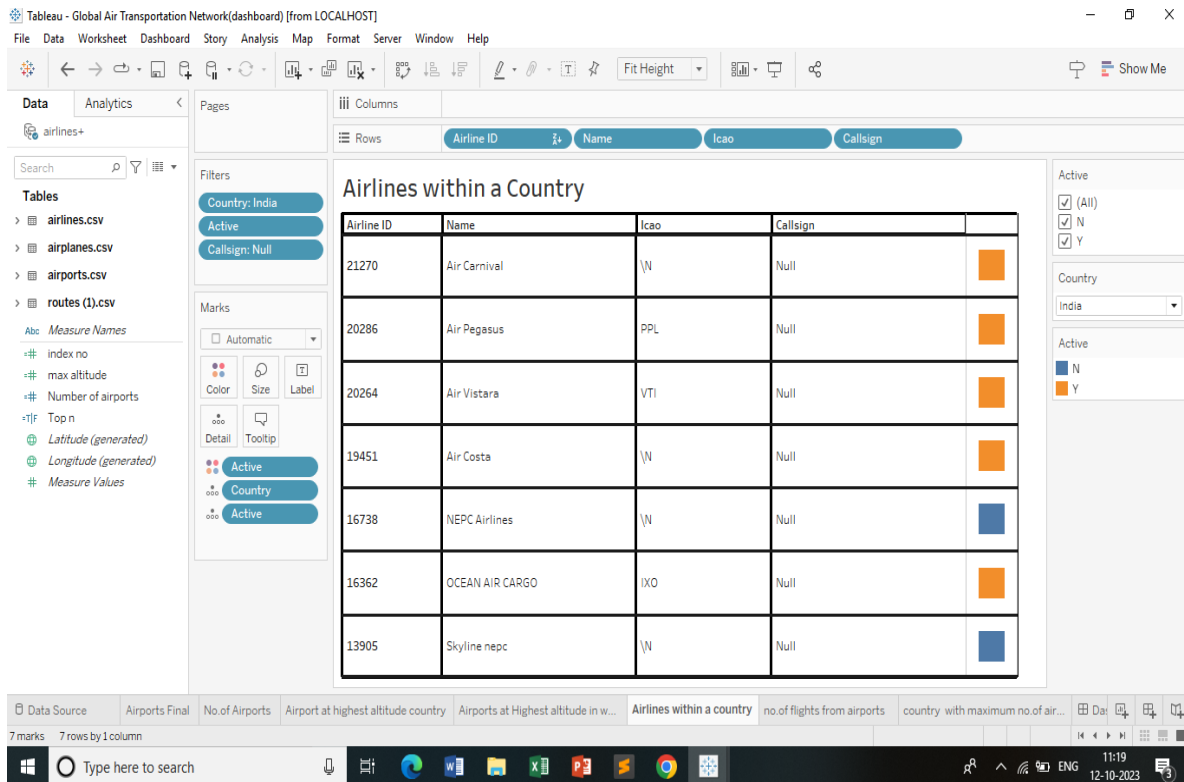 Tableau - Global Air Transportation Network(dashboard) [from LOCALHOST]
File Data Worksheet Dashboard Story Analysis Map Format Server Window Help
Fit Height
Show Me
Data Analytics
airlines+
Search
Tables
airlines.csv
airplanes.csv
airports.csv
routes (1).csv
Abc Measure Names
=# index no
=# max altitude
=# Number of airports
=T|F Top n
Latitude (generated)
Longitude (generated)
# Measure Values
Pages
Filters
Country: India
Active
Callsign: Null
Marks
Automatic
Color Size Label
Detail Tooltip
Active
Country
Active
Columns
Rows Airline ID Name Icao Callsign
Airlines within a Country
Airline ID Name Icao Callsign
21270 Air Carnival \N Null
20286 Air Pegasus PPL Null
20264 Air Vistara VTI Null
19451 Air Costa \N Null
16738 NEPC Airlines \N Null
16362 OCEAN AIR CARGO IXO Null
13905 Skyline nepc \N Null
Active
(All)
N
Y
Country
India
Active
N
Y
Data Source Airports Final No.of Airports Airport at highest altitude country Airports at Highest altitude in w... Airlines within a country no.of flights from airports country with maximum no.of air... Das
7 marks 7 rows by 1 column
Type here to search
ENG
11:19
12-10-2023
3